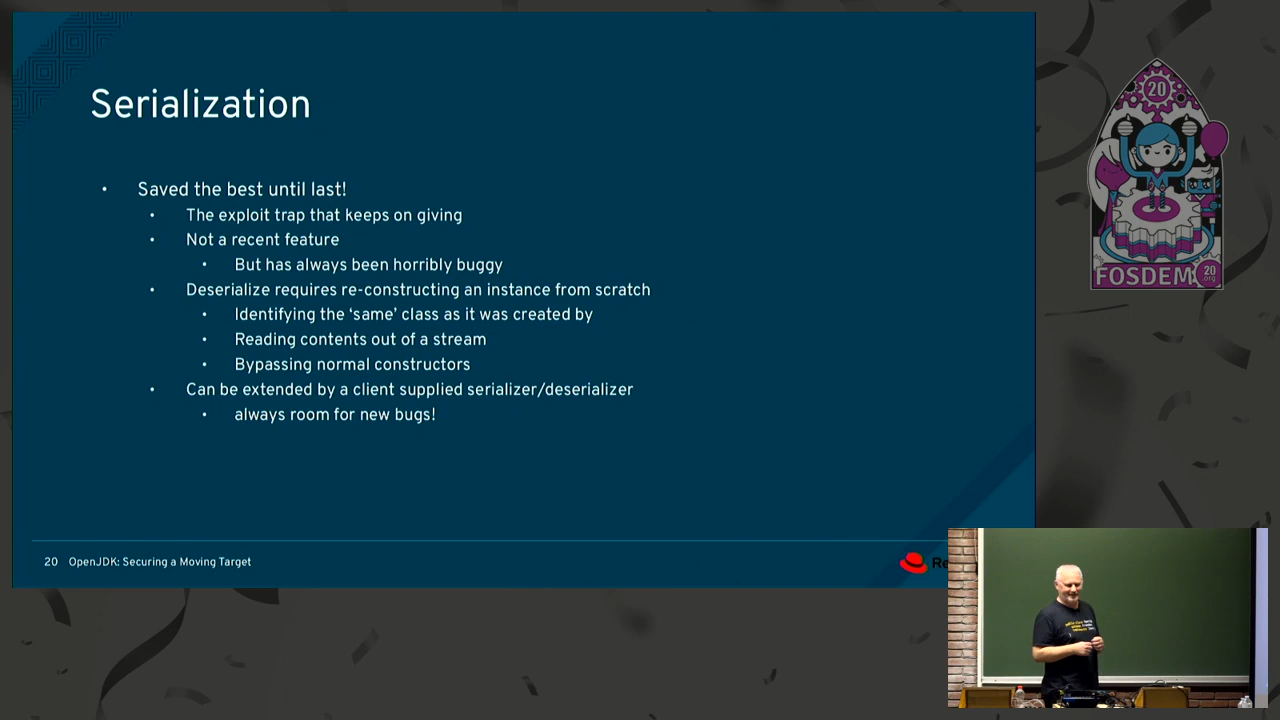 Serialization
• Saved the best until last!
• The exploit trap that keeps on giving
• Not a recent feature
• But has always been horribly buggy
• Deserialize requires re-constructing an instance from scratch
• Identifying the ‘same’ class as it was created by
• Reading contents out of a stream
• Bypassing normal constructors
• Can be extended by a client supplied serializer/deserializer
• always room for new bugs!
20 OpenJDK: Securing a Moving Target
Re
20
FOSDEM
20
.org